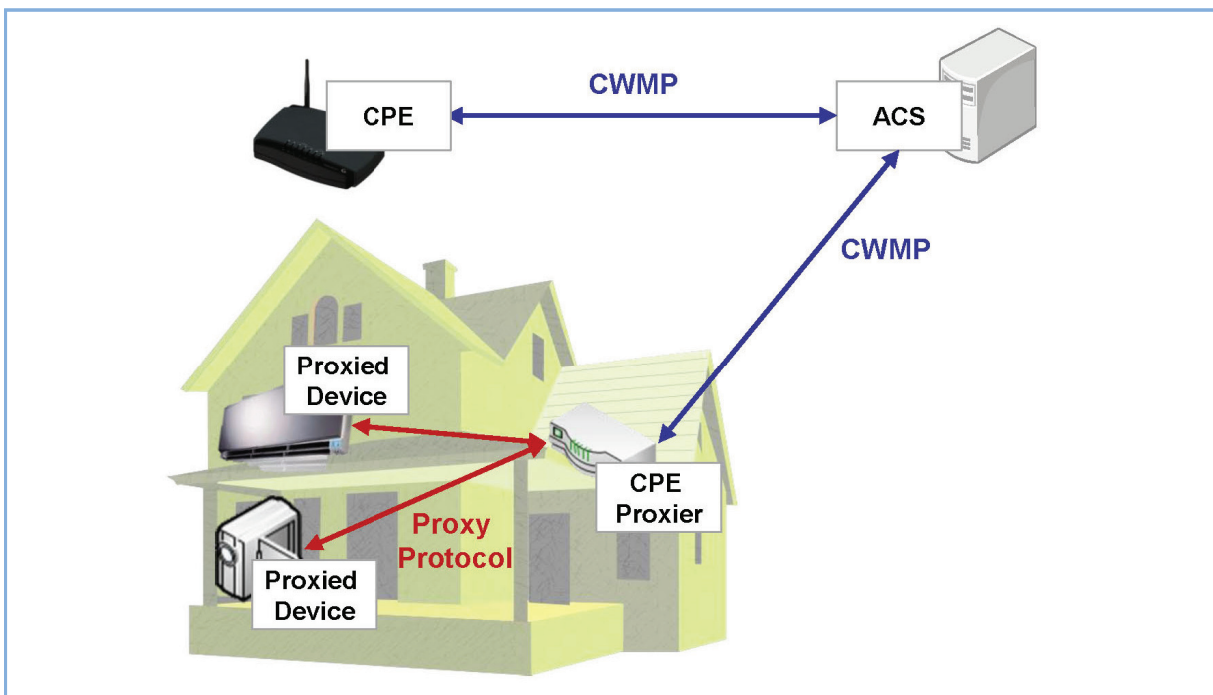 CWMP
CPE
ACS
CWMP
Proxied
Device
CPE
Proxier
Proxy
Protocol
Proxied
Device